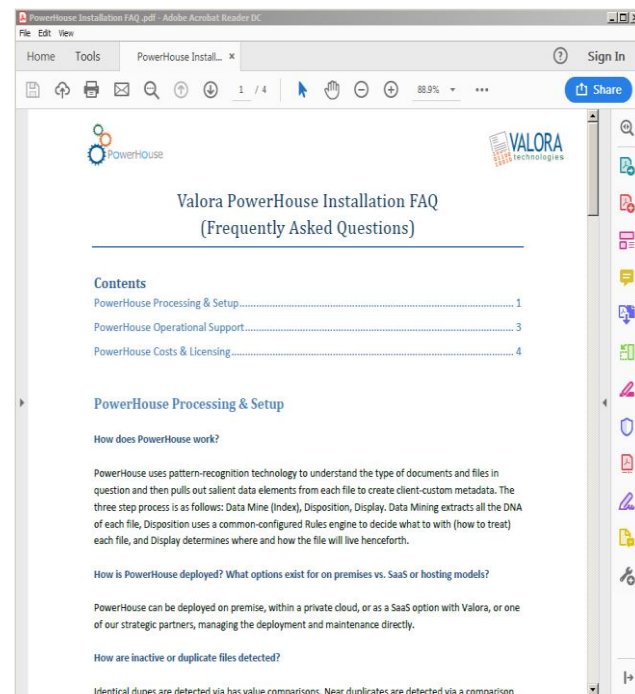 PowerHouse Installation FAQ .pdf - Adobe Acrobat Reader DC
File Edit View
Home Tools PowerHouse Install... × ? Sign In
1 / 4 88.9% Share
PowerHouse
VALORA
technologies
Valora PowerHouse Installation FAQ
(Frequently Asked Questions)
Contents
PowerHouse Processing & Setup 1
PowerHouse Operational Support 3
PowerHouse Costs & Licensing 4
PowerHouse Processing & Setup
How does PowerHouse work?
PowerHouse uses pattern-recognition technology to understand the type of documents and files in
question and then pulls out salient data elements from each file to create client-custom metadata. The
three step process is as follows: Data Mine (Index), Disposition, Display. Data Mining extracts all the DNA
of each file, Disposition uses a common-configured Rules engine to decide what to with (how to treat)
each file, and Display determines where and how the file will live henceforth.
How is PowerHouse deployed? What options exist for on premises vs. SaaS or hosting models?
PowerHouse can be deployed on premise, within a private cloud, or as a SaaS option with Valora, or one
of our strategic partners, managing the deployment and maintenance directly.
How are inactive or duplicate files detected?
Identical dupes are detected via has value comparisons. Near duplicates are detected via a comparison